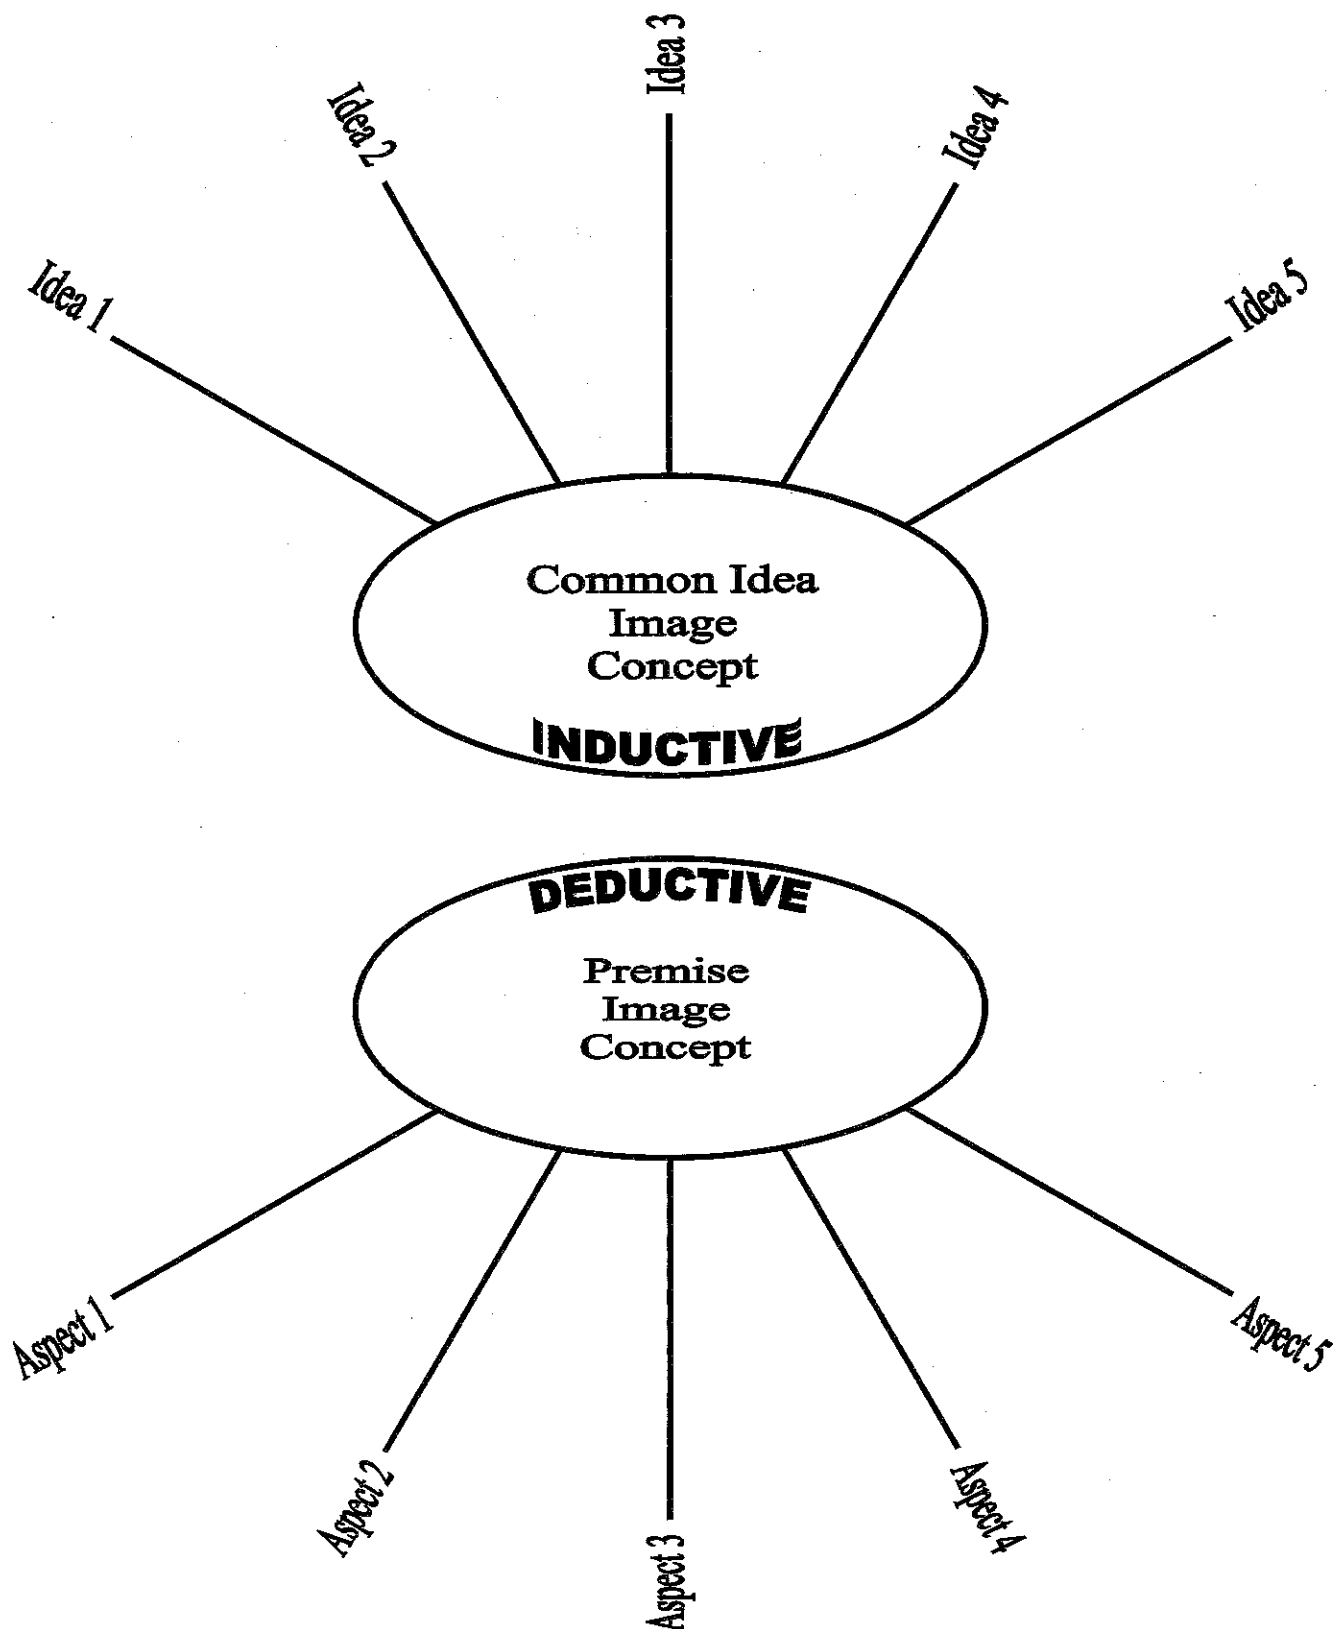 Idea 1
Idea 2
Idea 3
Idea 4
Idea 5
Common Idea
Image
Concept
INDUCTIVE
DEDUCTIVE
Premise
Image
Concept
Aspect 1
Aspect 2
Aspect 3
Aspect 4
Aspect 5